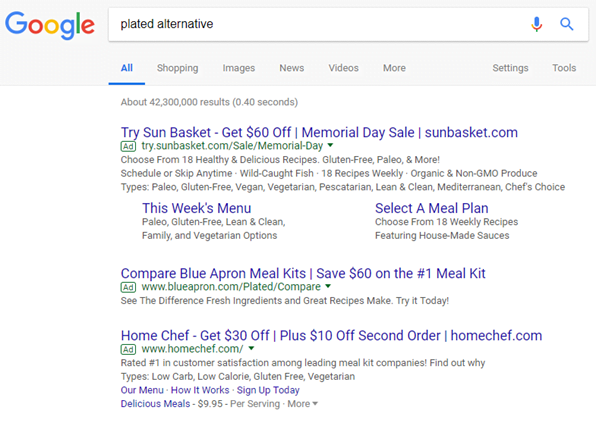 Google plated alternative
All Shopping Images News Videos More Settings Tools
About 42,300,000 results (0.40 seconds)
Try Sun Basket - Get $60 Off | Memorial Day Sale | sunbasket.com
Ad try.sunbasket.com/Sale/Memorial-Day ▼
Choose From 18 Healthy & Delicious Recipes. Gluten-Free, Paleo, & More!
Schedule or Skip Anytime · Wild-Caught Fish · 18 Recipes Weekly · Organic & Non-GMO Produce
Types: Paleo, Gluten-Free, Vegan, Vegetarian, Pescatarian, Lean & Clean, Mediterranean, Chef's Choice
This Week's Menu
Paleo, Gluten-Free, Lean & Clean,
Family, and Vegetarian Options
Select A Meal Plan
Choose From 18 Weekly Recipes
Featuring House-Made Sauces
Compare Blue Apron Meal Kits | Save $60 on the #1 Meal Kit
Ad www.blueapron.com/Plated/Compare ▼
See The Difference Fresh Ingredients and Great Recipes Make. Try it Today!
Home Chef - Get $30 Off | Plus $10 Off Second Order | homechef.com
Ad www.homechef.com/ ▼
Rated #1 in customer satisfaction among leading meal kit companies! Find out why
Types: Low Carb, Low Calorie, Gluten Free, Vegetarian
Our Menu · How It Works · Sign Up Today
Delicious Meals - $9.95 - Per Serving · More ▼